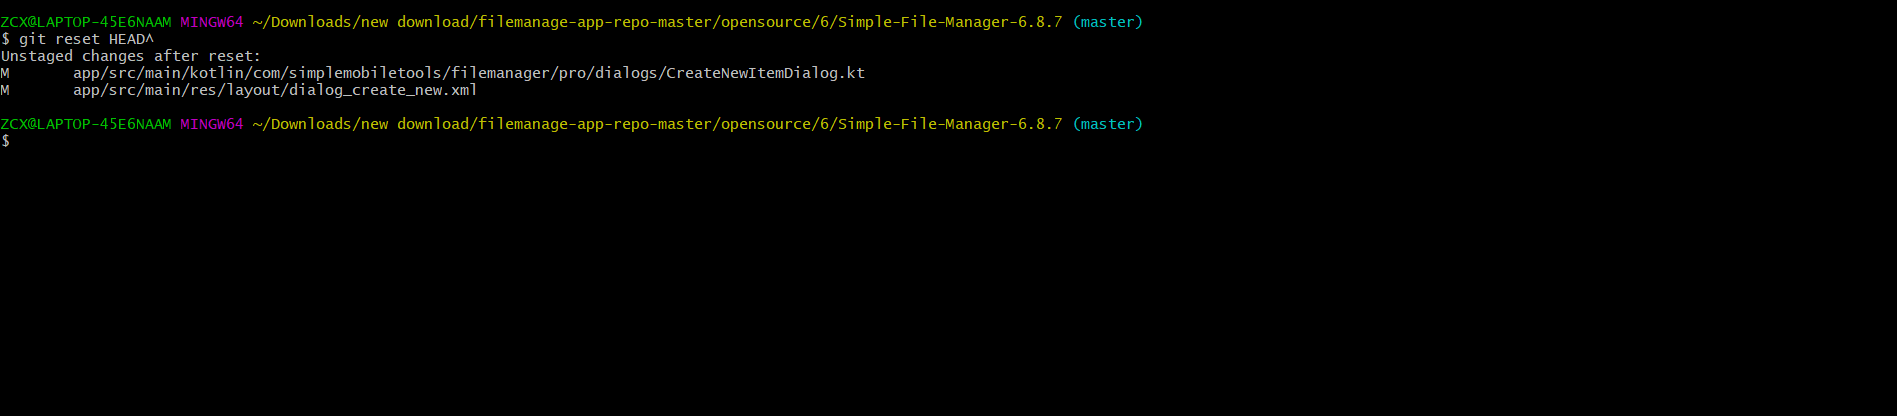 ZCX@LAPTOP-45E6NAAM MINGW64 ~/Downloads/new download/filemanage-app-repo-master/opensource/6/Simple-File-Manager-6.8.7 (master)
$ git reset HEAD^
Unstaged changes after reset:
M       app/src/main/kotlin/com/simplemobiletools/filemanager/pro/dialogs/CreateNewItemDialog.kt
M       app/src/main/res/layout/dialog_create_new.xml
ZCX@LAPTOP-45E6NAAM MINGW64 ~/Downloads/new download/filemanage-app-repo-master/opensource/6/Simple-File-Manager-6.8.7 (master)
$